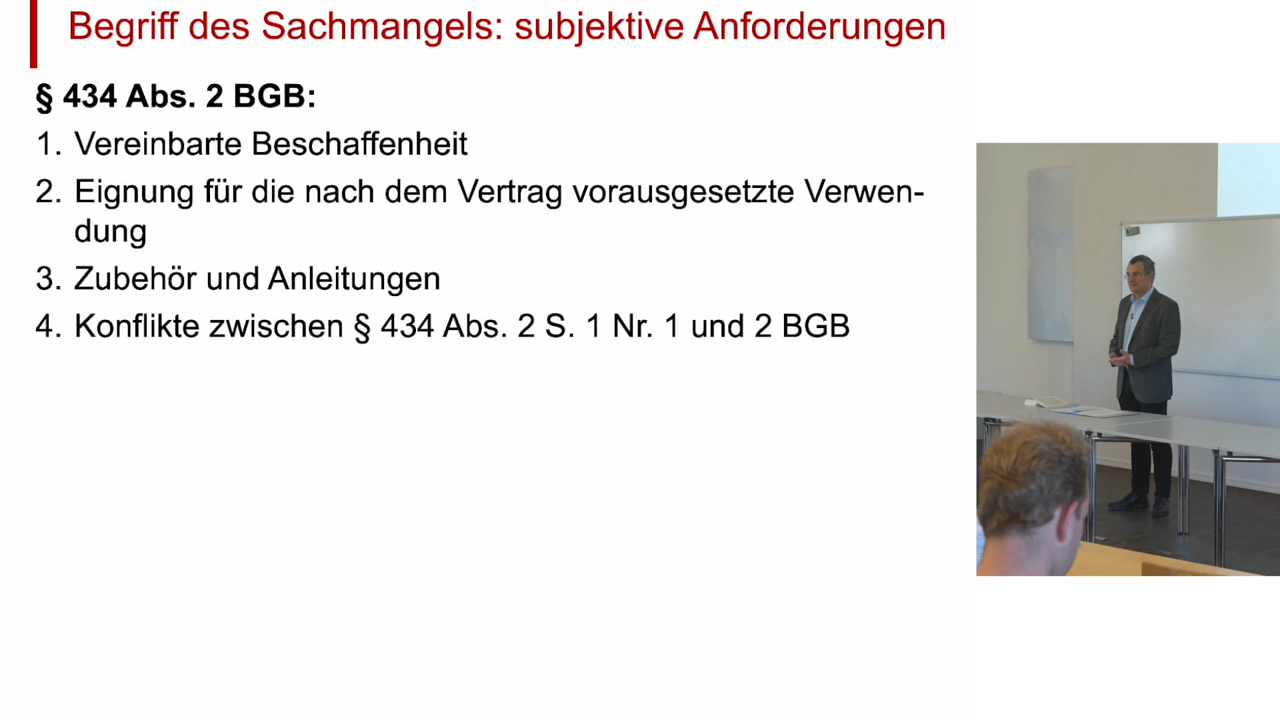 Begriff des Sachmangels: subjektive Anforderungen
§ 434 Abs. 2 BGB:
1. Vereinbarte Beschaffenheit
2. Eignung für die nach dem Vertrag vorausgesetzte Verwen-
dung
3. Zubehör und Anleitungen
4. Konflikte zwischen § 434 Abs. 2 S. 1 Nr. 1 und 2 BGB